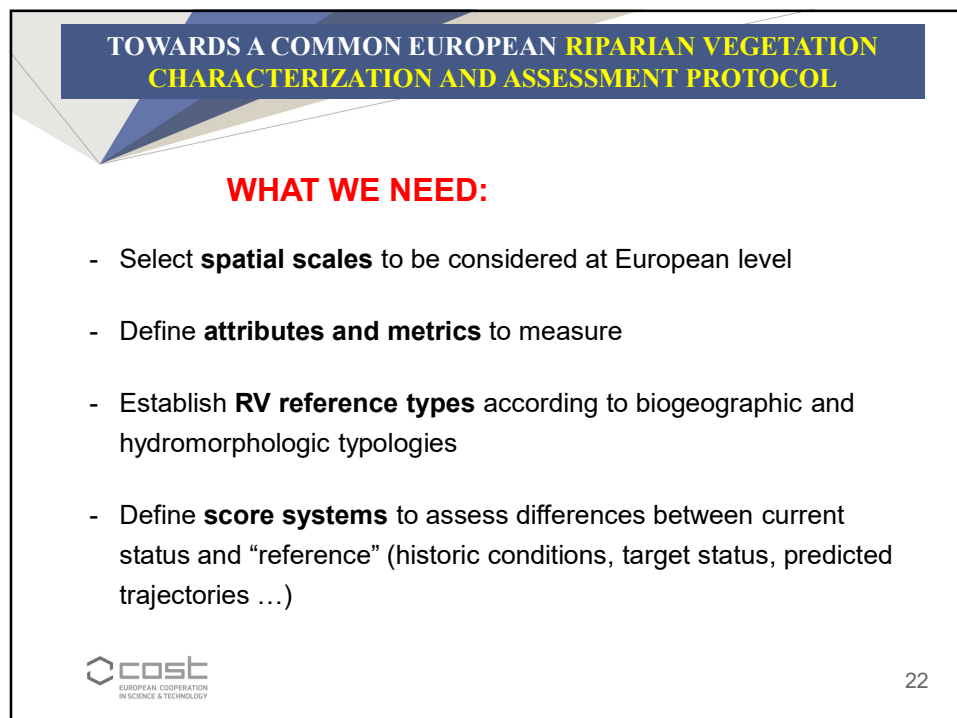 TOWARDS A COMMON EUROPEAN RIPARIAN VEGETATION
CHARACTERIZATION AND ASSESSMENT PROTOCOL
WHAT WE NEED:
- Select spatial scales to be considered at European level
- Define attributes and metrics to measure
- Establish RV reference types according to biogeographic and
hydromorphologic typologies
- Define score systems to assess differences between current
status and “reference” (historic conditions, target status, predicted
trajectories …)
cost
EUROPEAN COOPERATION
IN SCIENCE & TECHNOLOGY
22